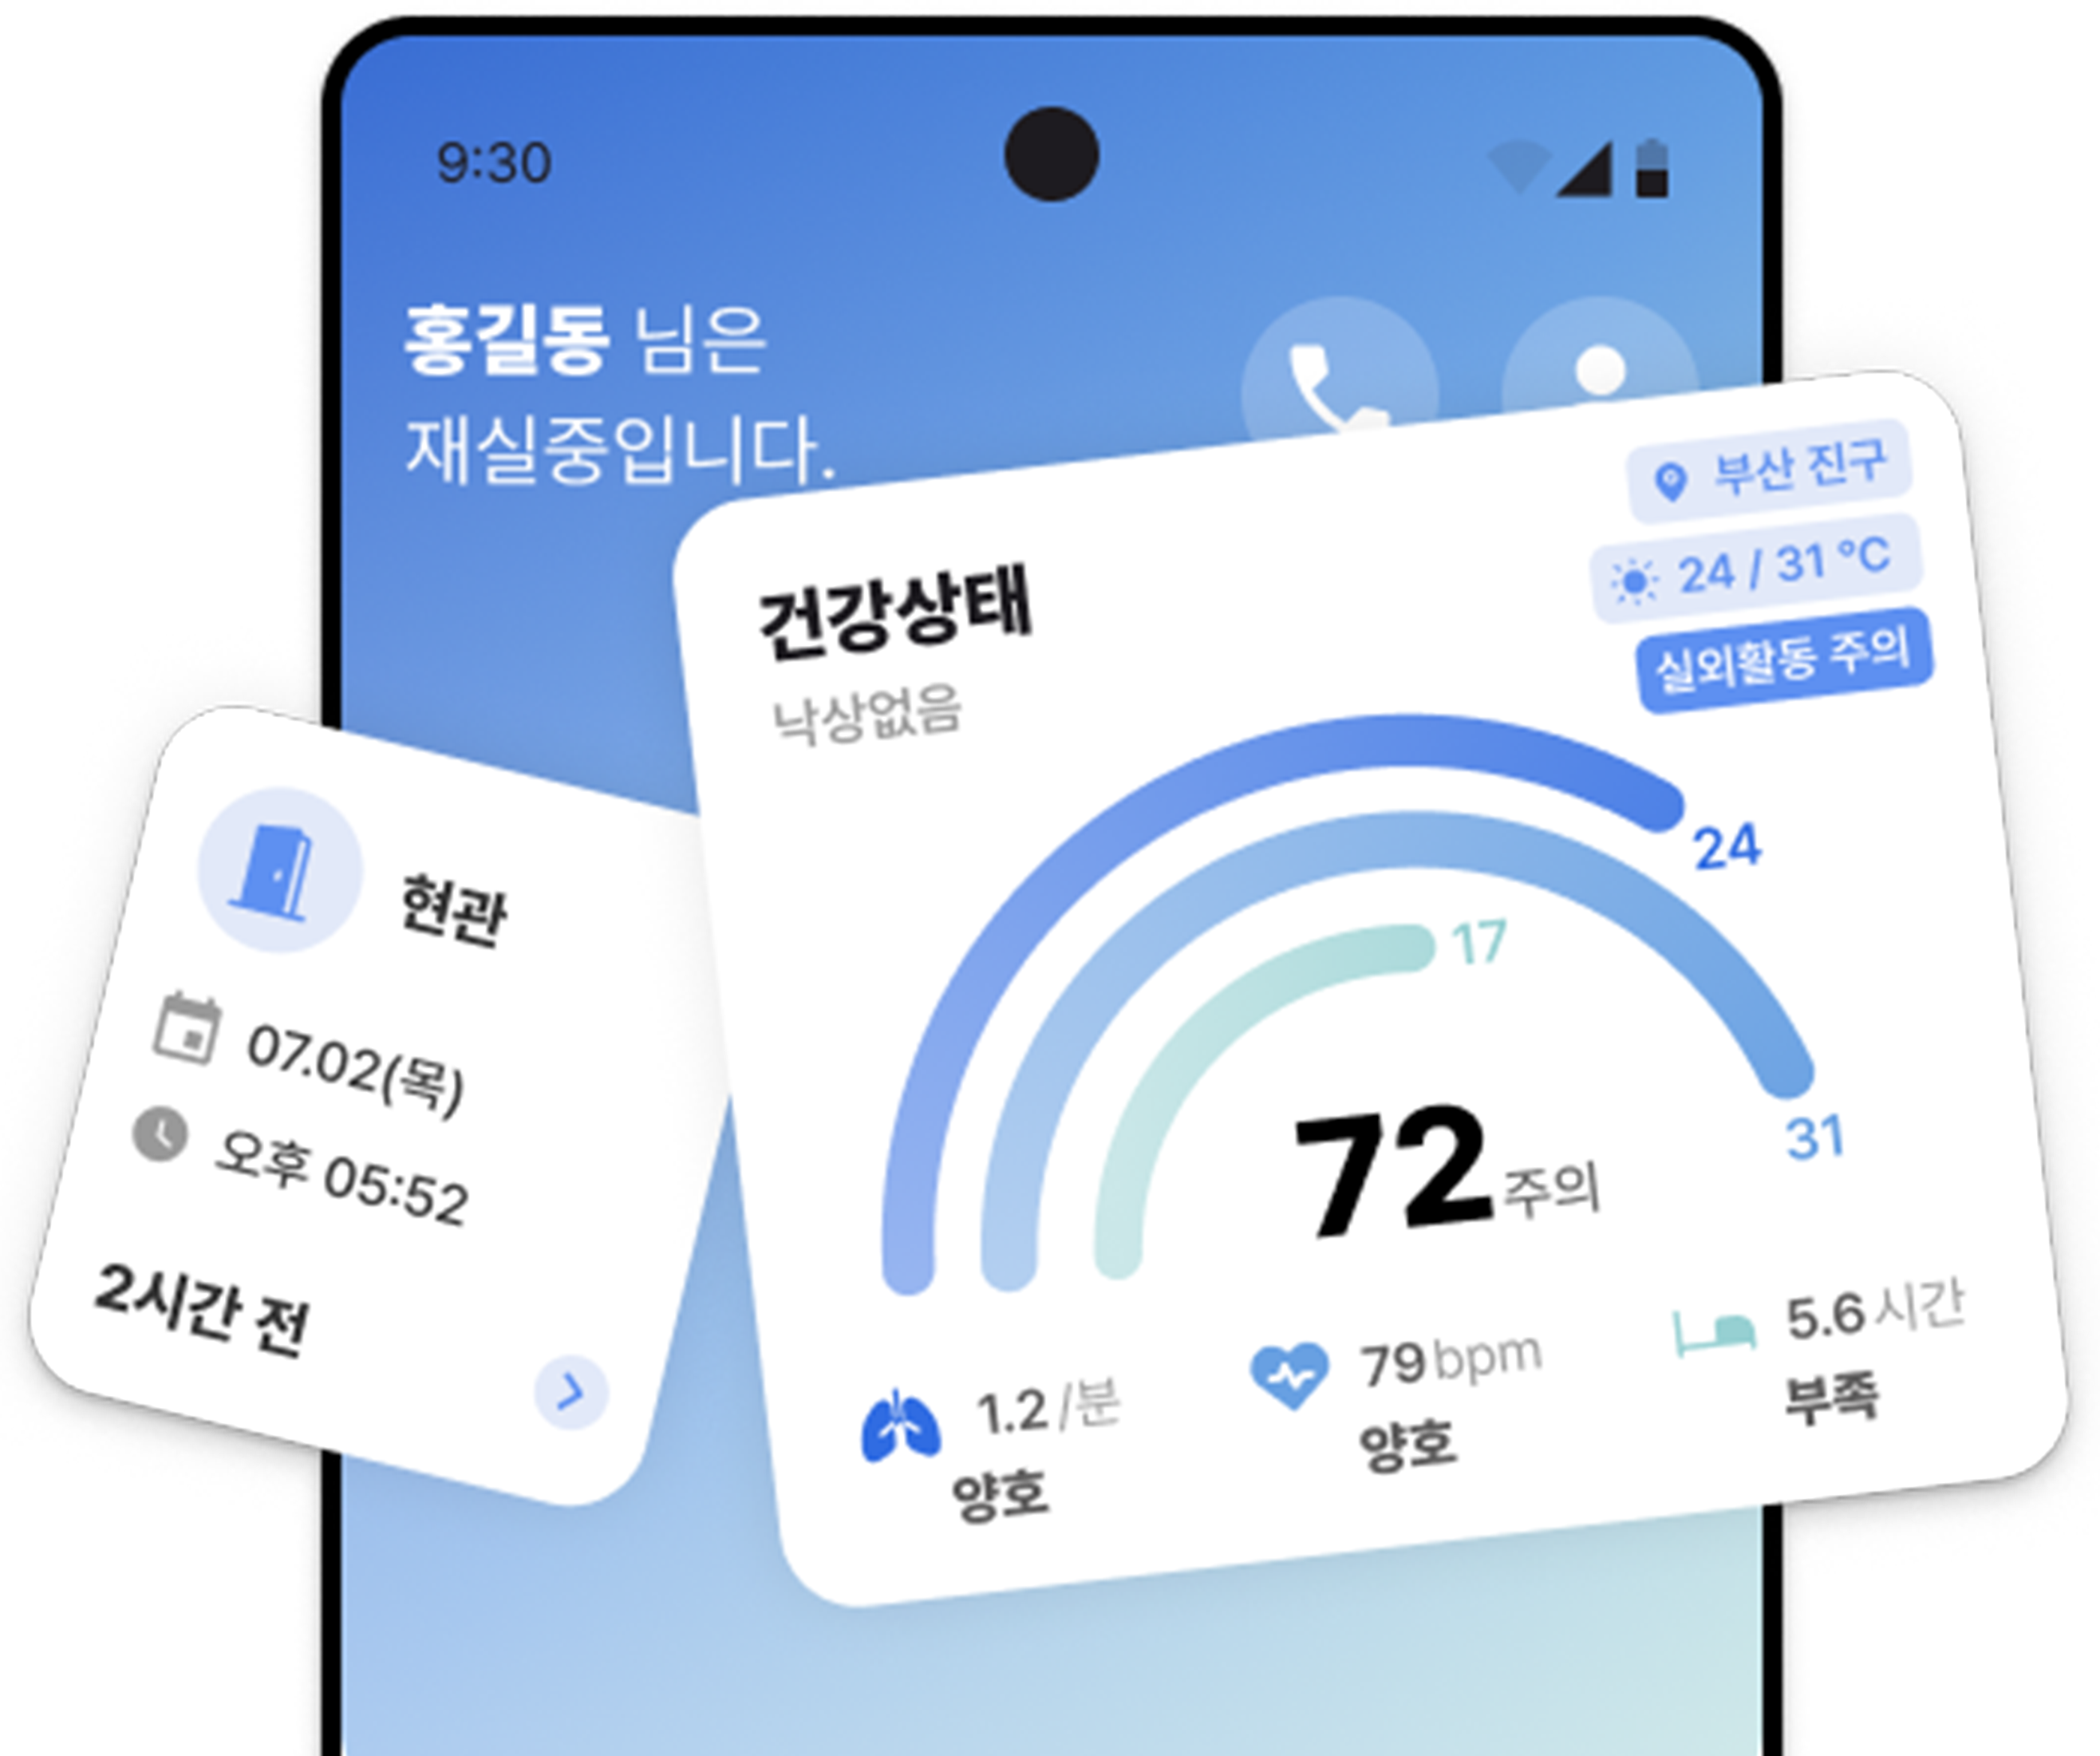 9:30
홍길동 님은
재실중입니다.
부산 진구
24 / 31 °C
실외활동 주의
건강상태
낙상없음
24
17
31
72주의
1.2/분
양호
79bpm
양호
5.6시간
부족
현관
07.02(목)
오후 05:52
2시간 전